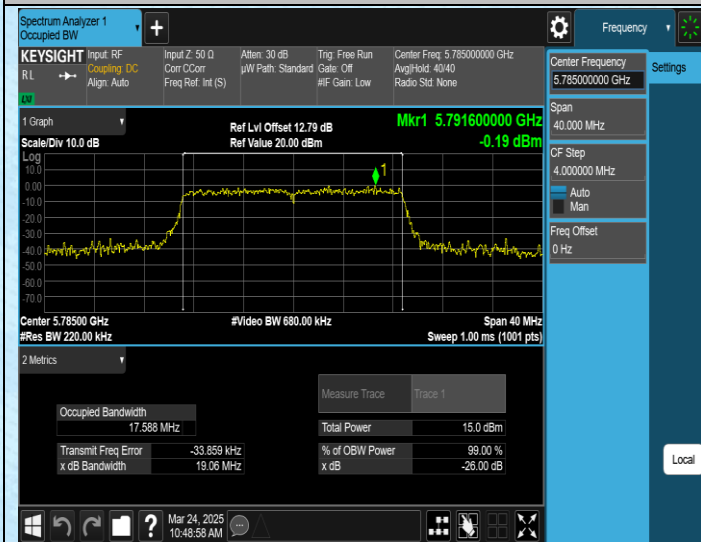 Spectrum Analyzer 1
Occupied BW
Frequency
KEYSIGHT
RL
LXI
Input: RF
Coupling: DC
Align: Auto
Input Z: 50 Ω
Corr CCorr
Freq Ref: Int (S)
Atten: 30 dB
µW Path: Standard
Trig: Free Run
Gate: Off
#IF Gain: Low
Center Freq: 5.785000000 GHz
Avg|Hold: 40/40
Radio Std: None
Center Frequency
5.785000000 GHz
Settings
Span
40.000 MHz
CF Step
4.000000 MHz
Auto
Man
Freq Offset
0 Hz
1 Graph
Scale/Div 10.0 dB
Ref Lvl Offset 12.79 dB
Ref Value 20.00 dBm
Mkr1 5.791600000 GHz
-0.19 dBm
Log
10.0
0.00
-10.0
-20.0
-30.0
-40.0
-50.0
-60.0
-70.0
1
Center 5.78500 GHz
#Video BW 680.00 kHz
Span 40 MHz
#Res BW 220.00 kHz
Sweep 1.00 ms (1001 pts)
2 Metrics
Measure Trace
Trace 1
Occupied Bandwidth
17.588 MHz
Total Power
15.0 dBm
Transmit Freq Error
-33.859 kHz
% of OBW Power
99.00 %
x dB Bandwidth
19.06 MHz
x dB
-26.00 dB
Local
Mar 24, 2025
10:48:58 AM